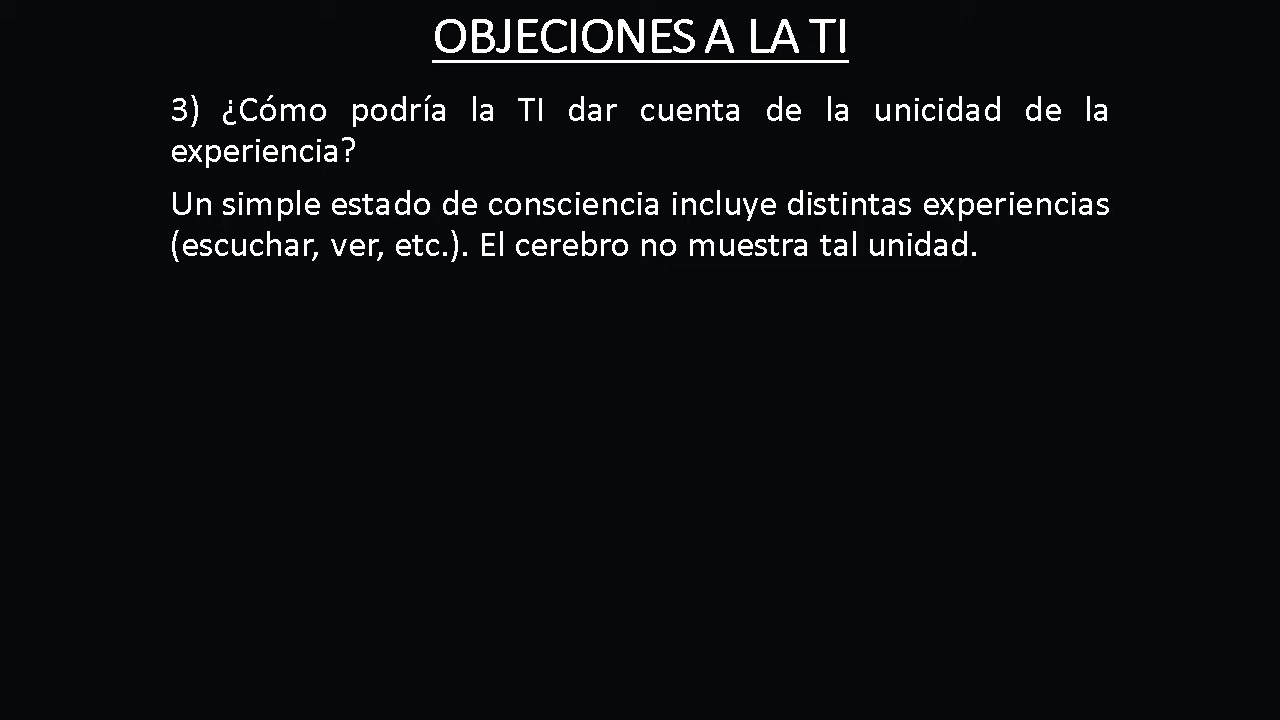 OBJECIONES A LA TI
3) ¿Cómo podría la TI dar cuenta de la unicidad de la
experiencia?
Un simple estado de consciencia incluye distintas experiencias
(escuchar, ver, etc.). El cerebro no muestra tal unidad.